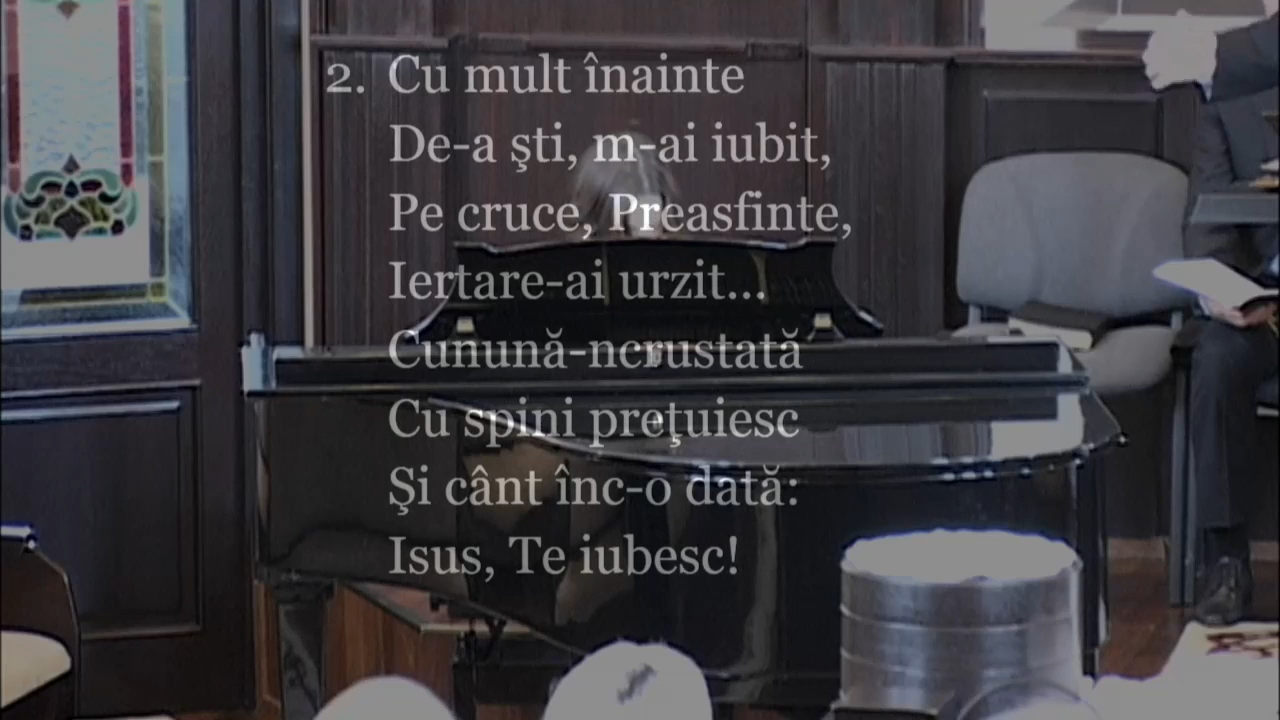 2. Cu mult înainte
De-a şti, m-ai iubit,
Pe cruce, Preasfinte,
Iertare-ai urzit...
Cunună-ncrustată
Cu spini preţuiesc
Şi cânt înc-o dată:
Isus, Te iubesc!